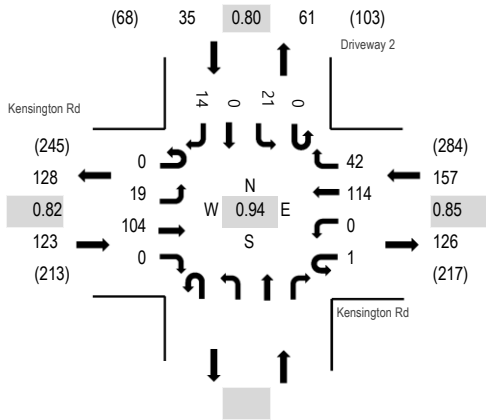 (68) 35 0.80 61 (103)
Driveway 2
14 0 21 0
Kensington Rd
(245)
128
0.82
123
(213)
0
19
104
0
N
W 0.94 E
S
42
114
0
1
(284)
157
0.85
126
(217)
Kensington Rd